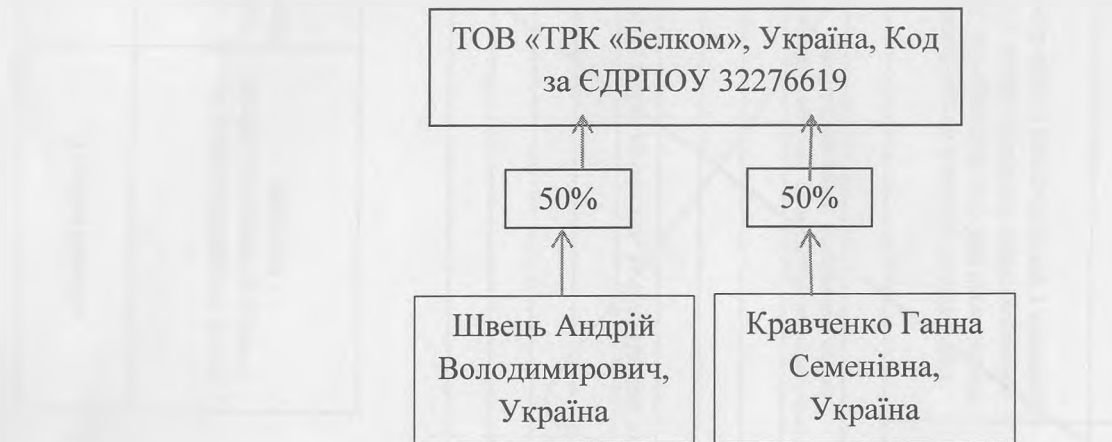 ТОВ «ТРК «Белком», Україна, Код
за ЄДРПОУ 32276619
50%
50%
Швець Андрій
Володимирович,
Україна
Кравченко Ганна
Семенівна,
Україна